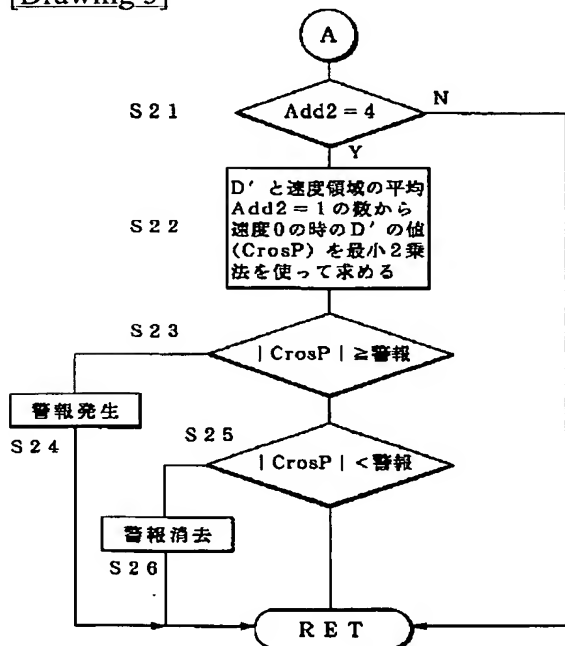 A
S21
Add2=4
N
Y
S22
D′と速度領域の平均
Add2=1の数から
速度0の時のD′の値
(CrosP)を最小2乗
法を使って求める
S23
|CrosP|≧警報
警報発生
S24
S25
|CrosP|<警報
警報消去
S26
RET